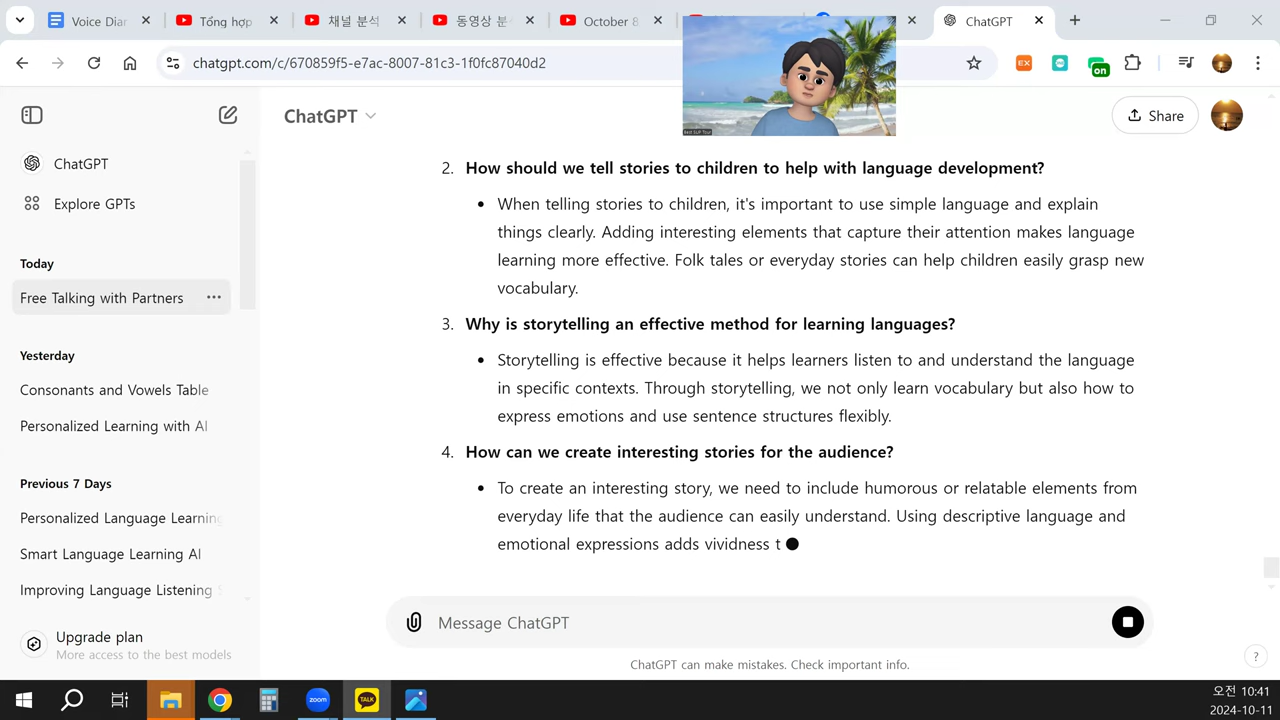 Voice Diar
Tổng hợp
채널 분석
동영상 분
October 8
ChatGPT
chatgpt.com/c/670859f5-e7ac-8007-81c3-1f0fc87040d2
EX
on
ChatGPT
Share
ChatGPT
Explore GPTs
Today
Free Talking with Partners
Yesterday
Consonants and Vowels Table
Personalized Learning with AI
Previous 7 Days
Personalized Language Learning
Smart Language Learning AI
Improving Language Listening S
Upgrade plan
More access to the best models
2. How should we tell stories to children to help with language development?
When telling stories to children, it's important to use simple language and explain
things clearly. Adding interesting elements that capture their attention makes language
learning more effective. Folk tales or everyday stories can help children easily grasp new
vocabulary.
3. Why is storytelling an effective method for learning languages?
Storytelling is effective because it helps learners listen to and understand the language
in specific contexts. Through storytelling, we not only learn vocabulary but also how to
express emotions and use sentence structures flexibly.
4. How can we create interesting stories for the audience?
To create an interesting story, we need to include humorous or relatable elements from
everyday life that the audience can easily understand. Using descriptive language and
emotional expressions adds vividness t
Message ChatGPT
ChatGPT can make mistakes. Check important info.
?
zoom
TALK
오전 10:41
2024-10-11